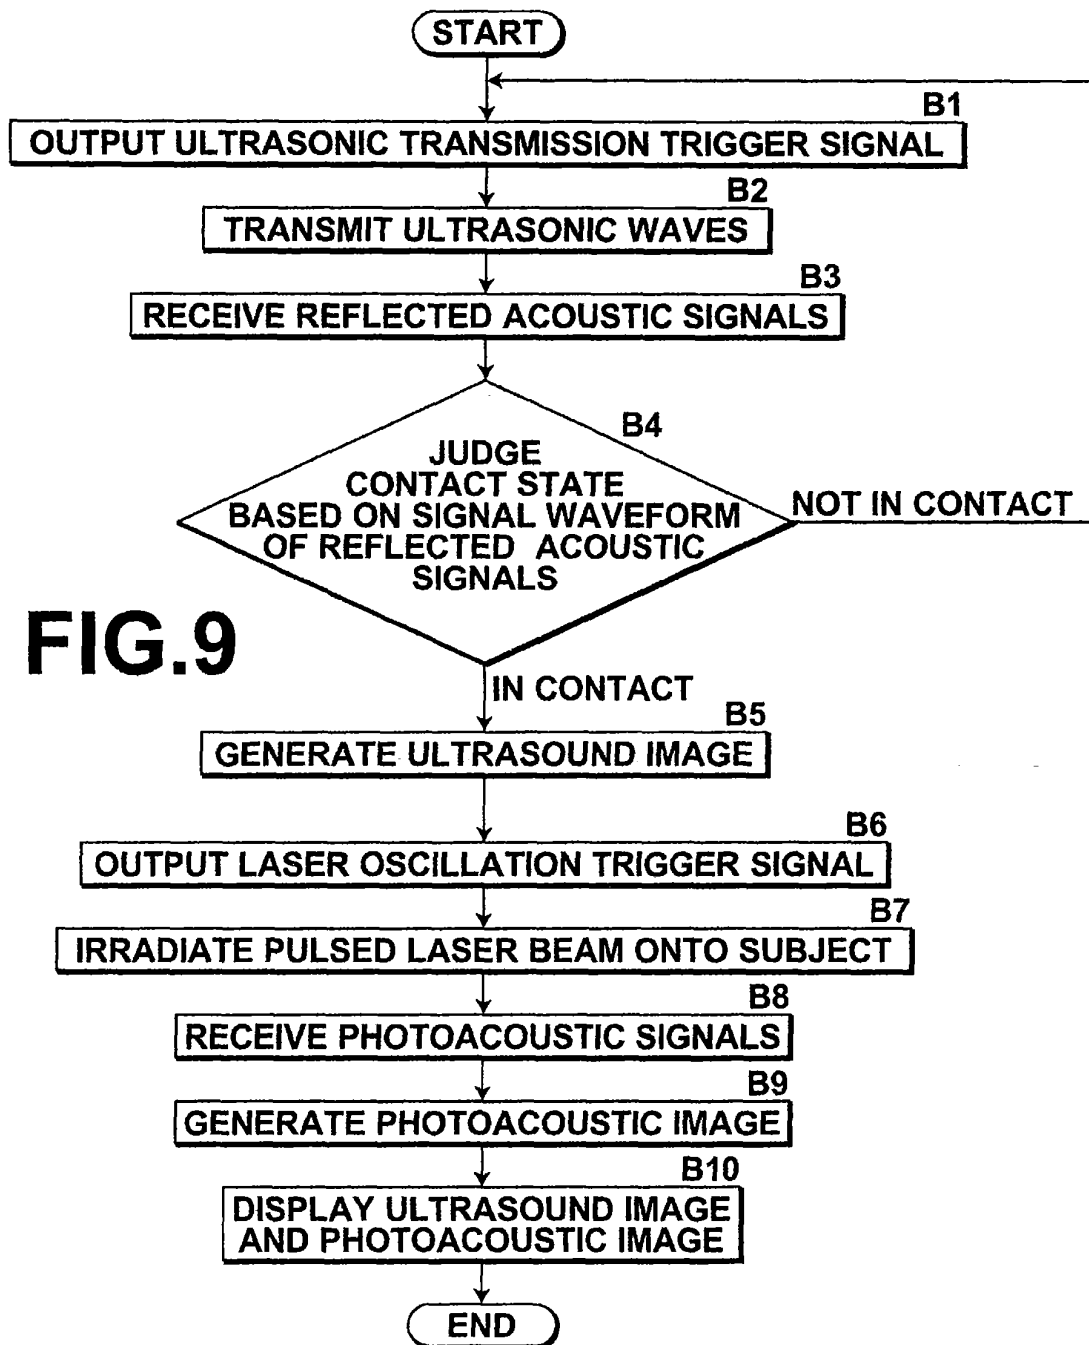 START
B1
OUTPUT ULTRASONIC TRANSMISSION TRIGGER SIGNAL
B2
TRANSMIT ULTRASONIC WAVES
B3
RECEIVE REFLECTED ACOUSTIC SIGNALS
B4
JUDGE
CONTACT STATE
BASED ON SIGNAL WAVEFORM
OF REFLECTED ACOUSTIC
SIGNALS
NOT IN CONTACT
FIG.9
IN CONTACT
B5
GENERATE ULTRASOUND IMAGE
B6
OUTPUT LASER OSCILLATION TRIGGER SIGNAL
B7
IRRADIATE PULSED LASER BEAM ONTO SUBJECT
B8
RECEIVE PHOTOACOUSTIC SIGNALS
B9
GENERATE PHOTOACOUSTIC IMAGE
B10
DISPLAY ULTRASOUND IMAGE
AND PHOTOACOUSTIC IMAGE
END